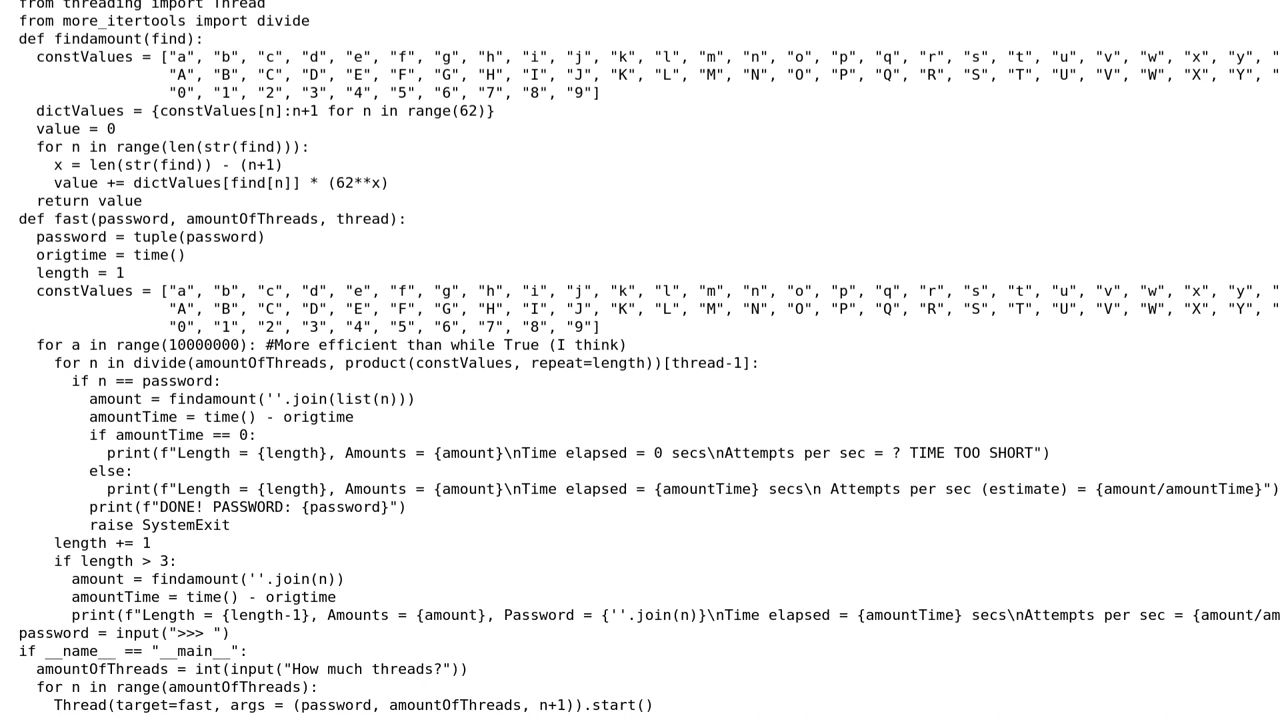 from threading import Thread
from more_itertools import divide
def findamount(find):
  constValues = ["a", "b", "c", "d", "e", "f", "g", "h", "i", "j", "k", "l", "m", "n", "o", "p", "q", "r", "s", "t", "u", "v", "w", "x", "y", "
                 "A", "B", "C", "D", "E", "F", "G", "H", "I", "J", "K", "L", "M", "N", "O", "P", "Q", "R", "S", "T", "U", "V", "W", "X", "Y", "
                 "0", "1", "2", "3", "4", "5", "6", "7", "8", "9"]
  dictValues = {constValues[n]:n+1 for n in range(62)}
  value = 0
  for n in range(len(str(find))):
    x = len(str(find)) - (n+1)
    value += dictValues[find[n]] * (62**x)
  return value
def fast(password, amountOfThreads, thread):
  password = tuple(password)
  origtime = time()
  length = 1
  constValues = ["a", "b", "c", "d", "e", "f", "g", "h", "i", "j", "k", "l", "m", "n", "o", "p", "q", "r", "s", "t", "u", "v", "w", "x", "y", "
                 "A", "B", "C", "D", "E", "F", "G", "H", "I", "J", "K", "L", "M", "N", "O", "P", "Q", "R", "S", "T", "U", "V", "W", "X", "Y", "
                 "0", "1", "2", "3", "4", "5", "6", "7", "8", "9"]
  for a in range(10000000): #More efficient than while True (I think)
    for n in divide(amountOfThreads, product(constValues, repeat=length))[thread-1]:
      if n == password:
        amount = findamount(''.join(list(n)))
        amountTime = time() - origtime
        if amountTime == 0:
          print(f"Length = {length}, Amounts = {amount}\nTime elapsed = 0 secs\nAttempts per sec = ? TIME TOO SHORT")
        else:
          print(f"Length = {length}, Amounts = {amount}\nTime elapsed = {amountTime} secs\n Attempts per sec (estimate) = {amount/amountTime}")
        print(f"DONE! PASSWORD: {password}")
        raise SystemExit
    length += 1
    if length > 3:
      amount = findamount(''.join(n))
      amountTime = time() - origtime
      print(f"Length = {length-1}, Amounts = {amount}, Password = {''.join(n)}\nTime elapsed = {amountTime} secs\nAttempts per sec = {amount/am
password = input(">>> ")
if __name__ == "__main__":
  amountOfThreads = int(input("How much threads?"))
  for n in range(amountOfThreads):
    Thread(target=fast, args = (password, amountOfThreads, n+1)).start()